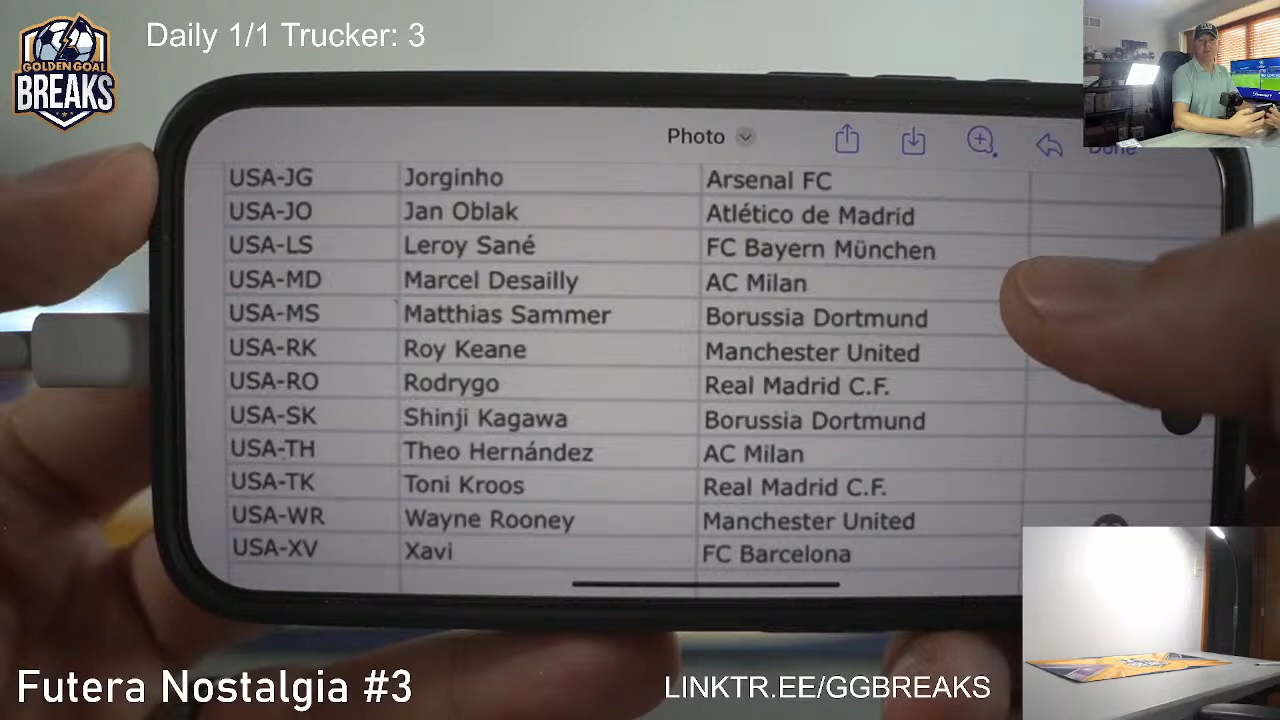 Daily 1/1 Trucker: 3
GOLDEN GOAL
BREAKS
Photo
Done
USA-JG Jorginho Arsenal FC
USA-JO Jan Oblak Atlético de Madrid
USA-LS Leroy Sané FC Bayern München
USA-MD Marcel Desailly AC Milan
USA-MS Matthias Sammer Borussia Dortmund
USA-RK Roy Keane Manchester United
USA-RO Rodrygo Real Madrid C.F.
USA-SK Shinji Kagawa Borussia Dortmund
USA-TH Theo Hernández AC Milan
USA-TK Toni Kroos Real Madrid C.F.
USA-WR Wayne Rooney Manchester United
USA-XV Xavi FC Barcelona
Futera Nostalgia #3
LINKTR.EE/GGBREAKS